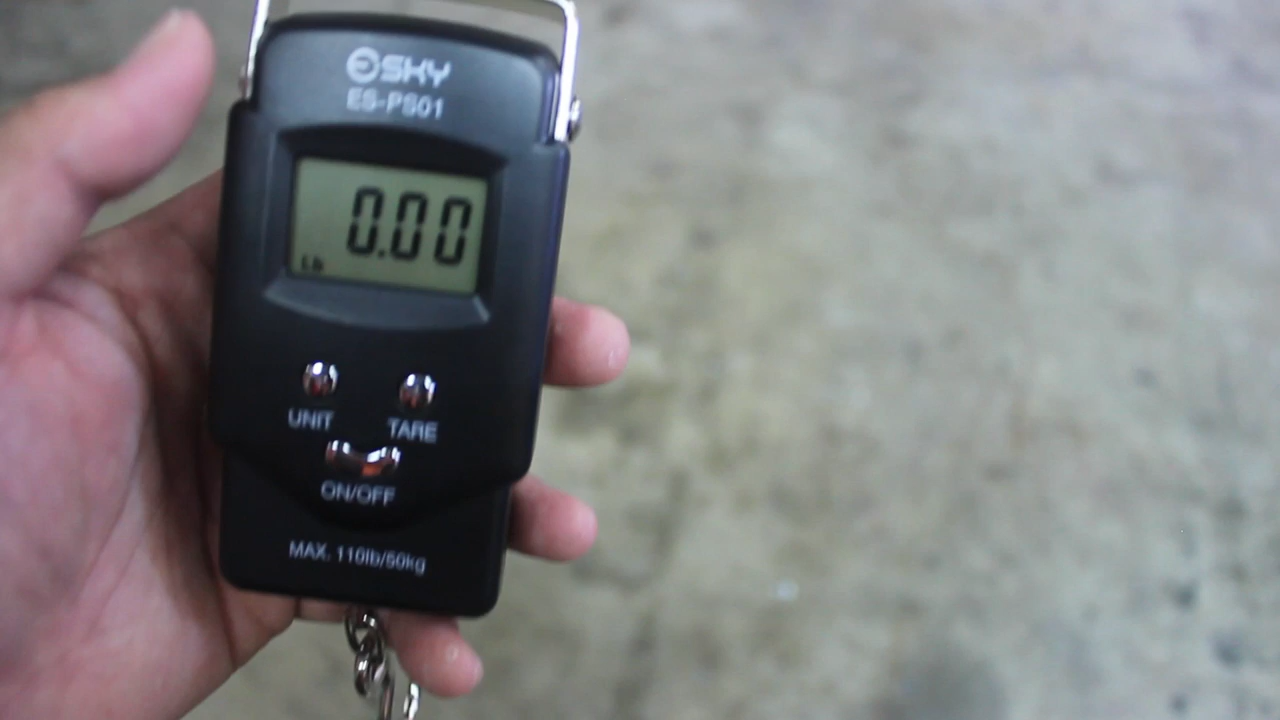 ESKY
ES-PS01
0.00
Lb
UNIT
TARE
ON/OFF
MAX. 110lb/50kg